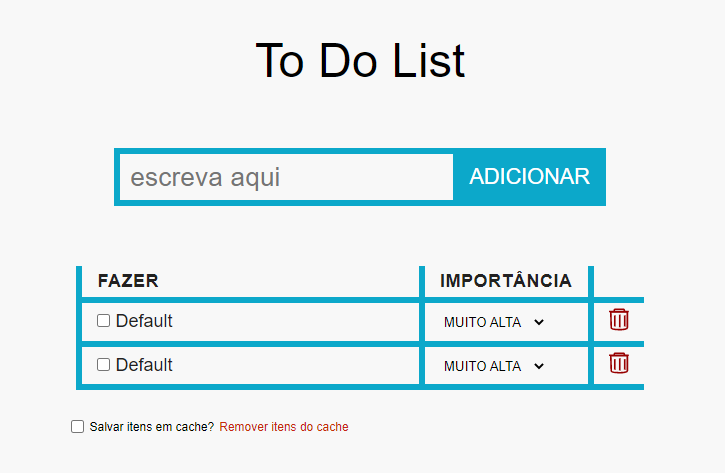 To Do List
escreva aqui ADICIONAR
FAZER IMPORTÂNCIA
Default MUITO ALTA
Default MUITO ALTA
Salvar itens em cache? Remover itens do cache